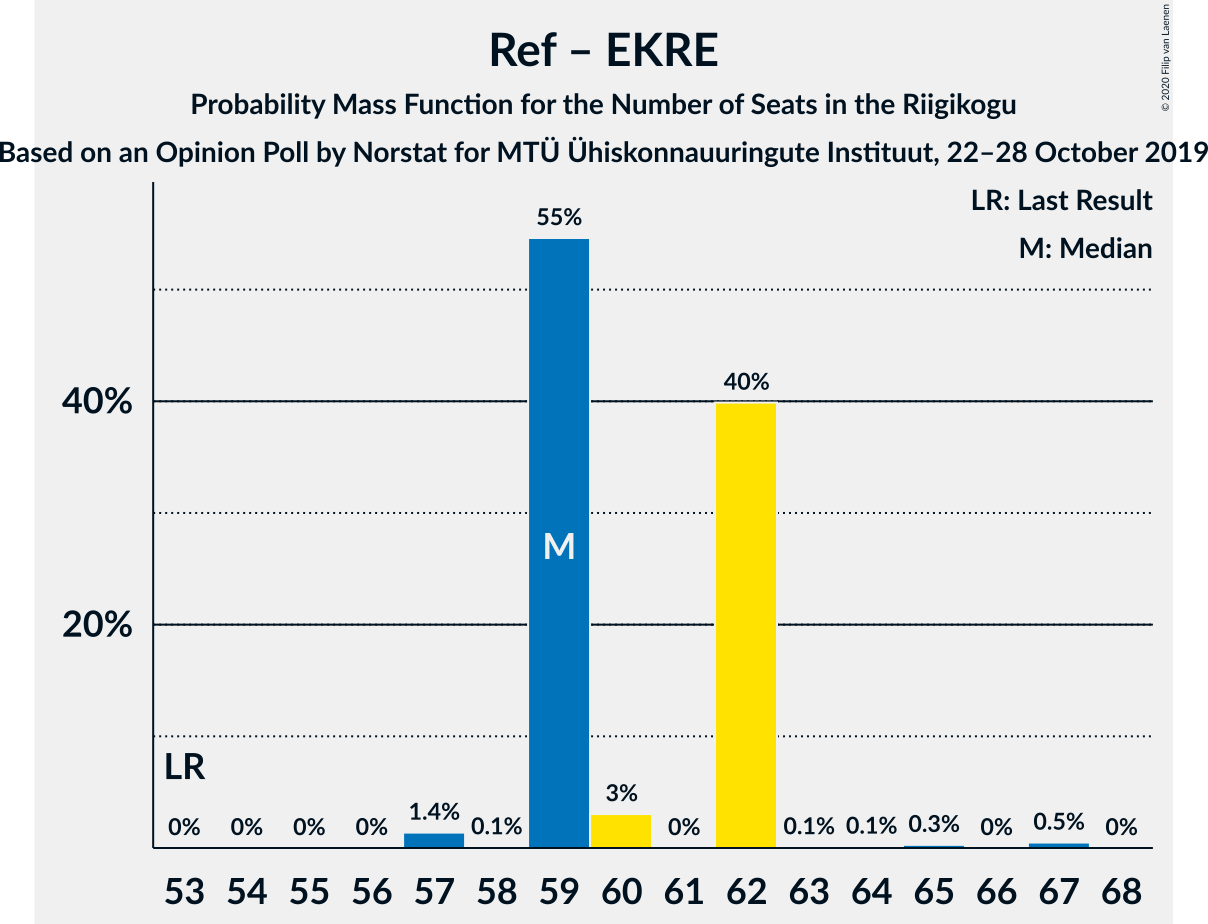 Ref – EKRE
Probability Mass Function for the Number of Seats in the Riigikogu
Based on an Opinion Poll by Norstat for MTÜ Ühiskonnauuringute Instituut, 22–28 October 2019
© 2020 Filip van Laenen
LR: Last Result
M: Median
55%
40%
40%
M
20%
LR
0% 0% 0% 0% 1.4% 0.1% 3% 0% 0.1% 0.1% 0.3% 0% 0.5% 0%
53 54 55 56 57 58 59 60 61 62 63 64 65 66 67 68